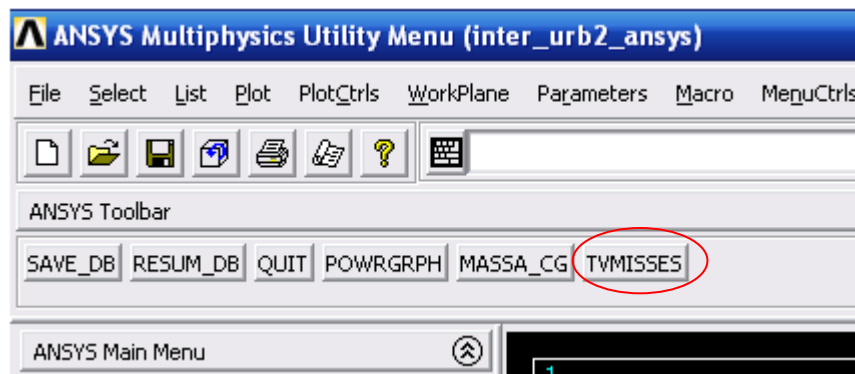 ANSYS Multiphysics Utility Menu (inter_urb2_ansys)
File Select List Plot PlotCtrls WorkPlane Parameters Macro MenuCtrls
ANSYS Toolbar
SAVE_DB RESUM_DB QUIT POWRGRPH MASSA_CG TVMISSES
ANSYS Main Menu
1